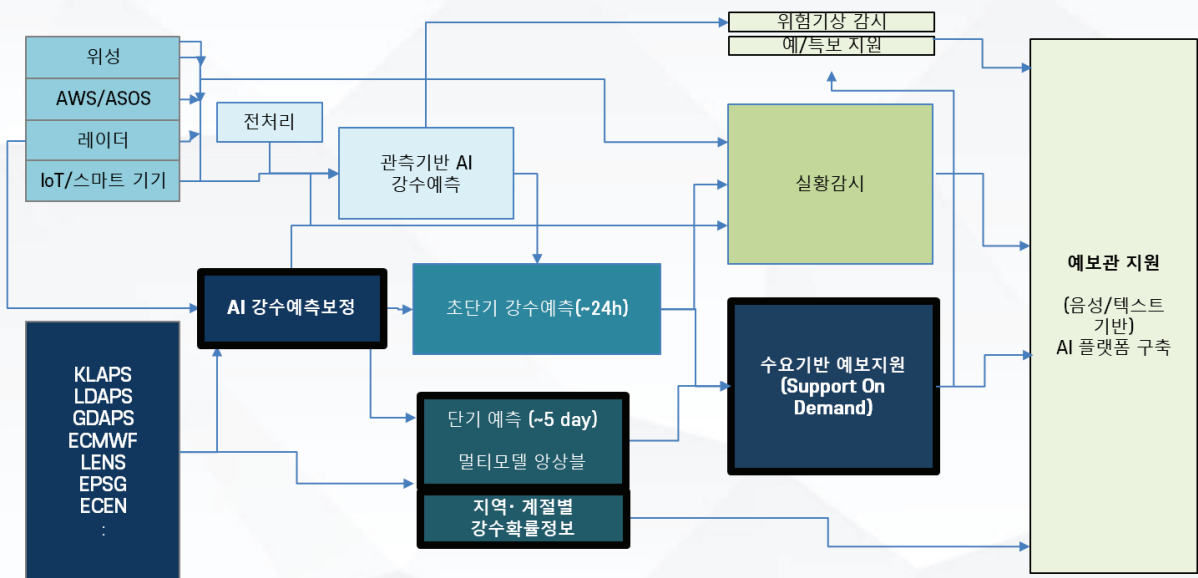 위험기상 감시
예/특보 지원
위성
AWS/ASOS
레이더
IoT/스마트 기기
전처리
관측기반 AI
강수예측
실황감시
AI 강수예측보정
초단기 강수예측(~24h)
KLAPS
LDAPS
GDAPS
ECMWF
LENS
EPSG
ECEN
:
단기 예측 (~5 day)
멀티모델 앙상블
지역· 계절별
강수확률정보
수요기반 예보지원
(Support On
Demand)
예보관 지원
(음성/텍스트
기반)
AI 플랫폼 구축